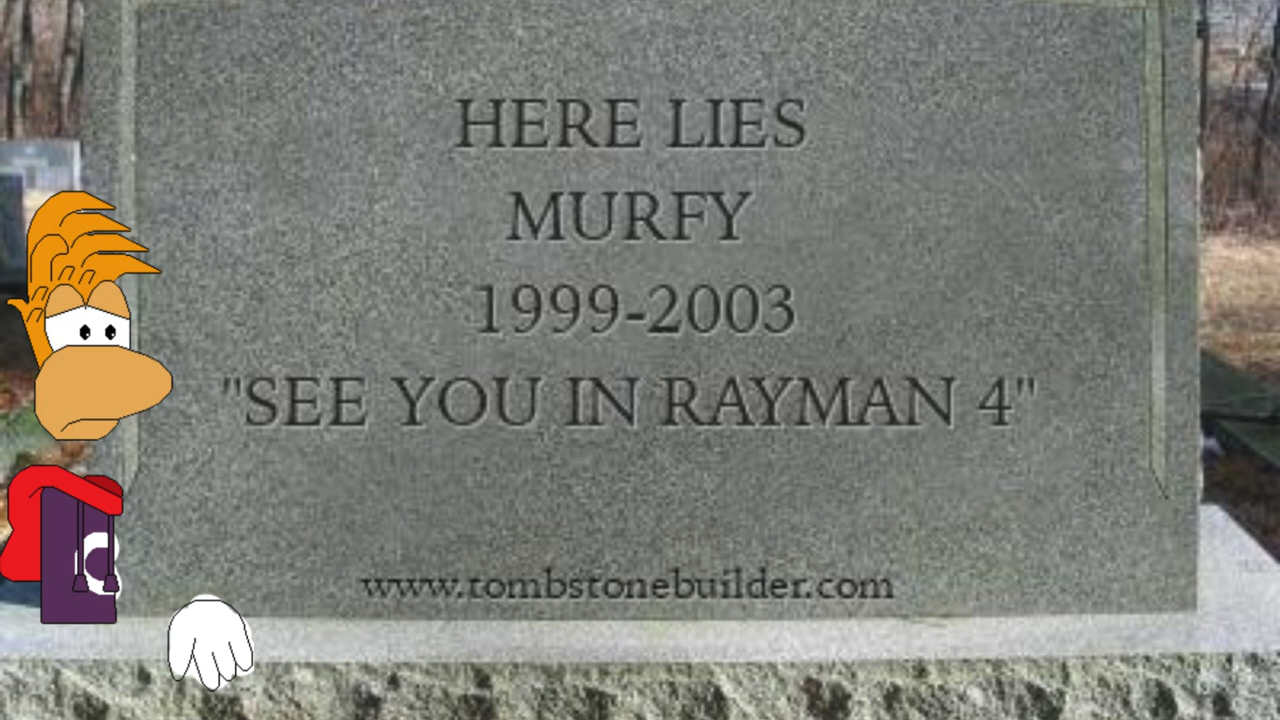 HERE LIES
MURFY
1999-2003
"SEE YOU IN RAYMAN 4"
www.tombstonebuilder.com